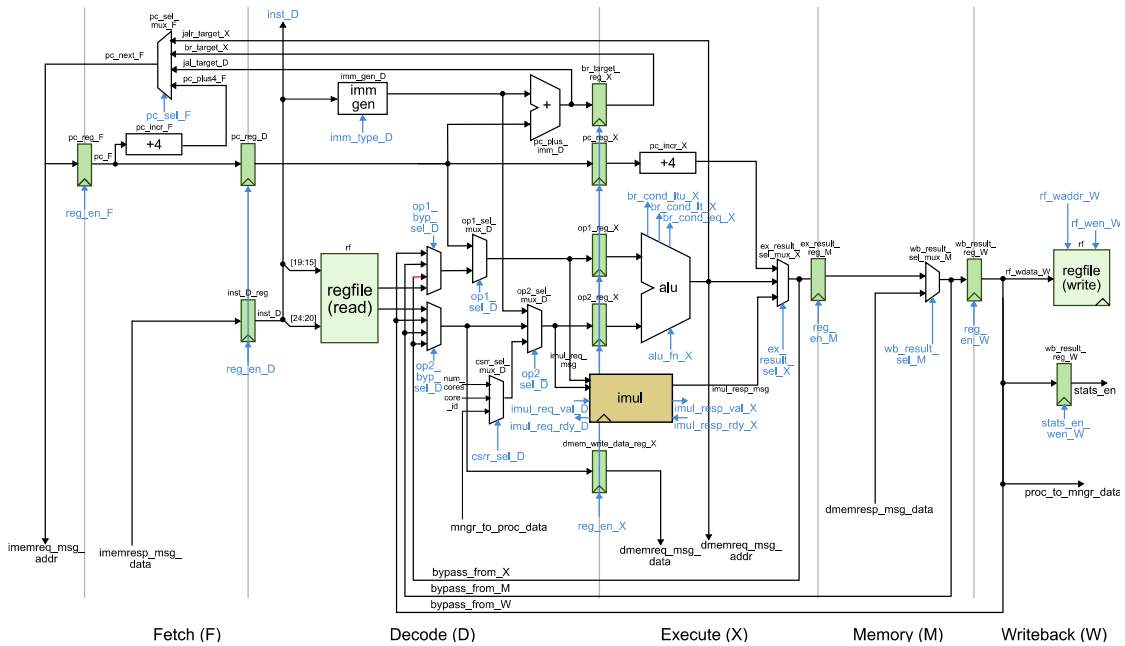 pc_sel_
mux_F
inst_D
jalr_target_X
br_target_X
jal_target_D
pc_plus4_F
pc_next_F
pc_sel_F
imm_gen_D
imm
gen
imm_type_D
+
pc_plus_
imm_D
br_target_
reg_X
pc_reg_F
pc_F
reg_en_F
pc_incr_F
+4
pc_reg_D
pc_reg_X
pc_incr_X
+4
br_cond_ltu_X
br_cond_lt_X
br_cond_eq_X
rf_waddr_W
rf_wen_W
op1_
byp_
sel_D
op1_sel_
mux_D
op1_sel_D
op1_reg_X
alu
alu_fn_X
ex_result_
sel_mux_X
ex_result_
reg_M
wb_result_
sel_mux_M
wb_result_
reg_W
rf_wdata_W
rf
regfile
(write)
rf
[19:15]
regfile
(read)
[24:20]
inst_D_reg
inst_D
reg_en_D
op2_sel_
mux_D
op2_reg_X
op2_
byp_
sel_D
op2_
sel_D
csrr_sel_
mux_D
num_
cores
core
_id
csrr_sel_D
imul_req_
msg
imul
imul_req_val_D
imul_req_rdy_D
imul_resp_msg
imul_resp_val_X
imul_resp_rdy_X
ex_
result_
sel_X
reg_
en_M
wb_result_
sel_M
reg_
en_W
wb_result_
reg_W
stats_en
stats_en_
wen_W
dmem_write_data_reg_X
reg_en_X
mngr_to_proc_data
dmemresp_msg_data
proc_to_mngr_data
imemreq_msg_
addr
imemresp_msg_
data
dmemreq_msg_
data
dmemreq_msg_
addr
bypass_from_X
bypass_from_M
bypass_from_W
Fetch (F)
Decode (D)
Execute (X)
Memory (M)
Writeback (W)